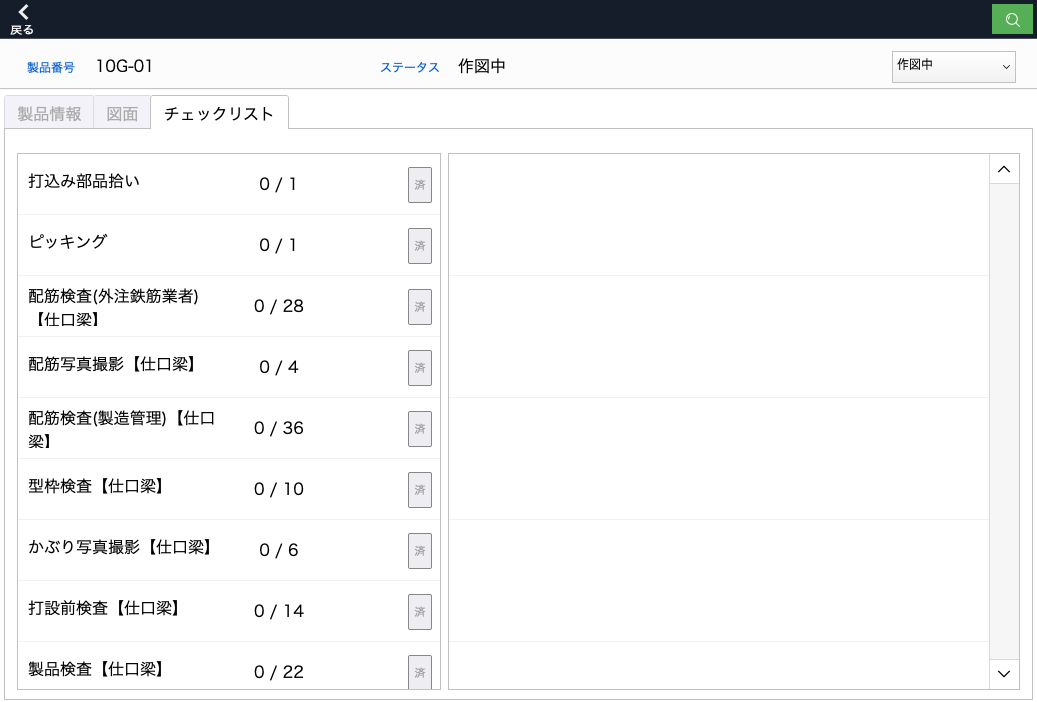 戻る
製品番号 10G-01 ステータス 作図中 作図中
製品情報 図面 チェックリスト
打込み部品拾い 0 / 1 済
ピッキング 0 / 1 済
配筋検査(外注鉄筋業者)
【仕口梁】 0 / 28 済
配筋写真撮影【仕口梁】 0 / 4 済
配筋検査(製造管理)【仕口
梁】 0 / 36 済
型枠検査【仕口梁】 0 / 10 済
かぶり写真撮影【仕口梁】 0 / 6 済
打設前検査【仕口梁】 0 / 14 済
製品検査【仕口梁】 0 / 22 済